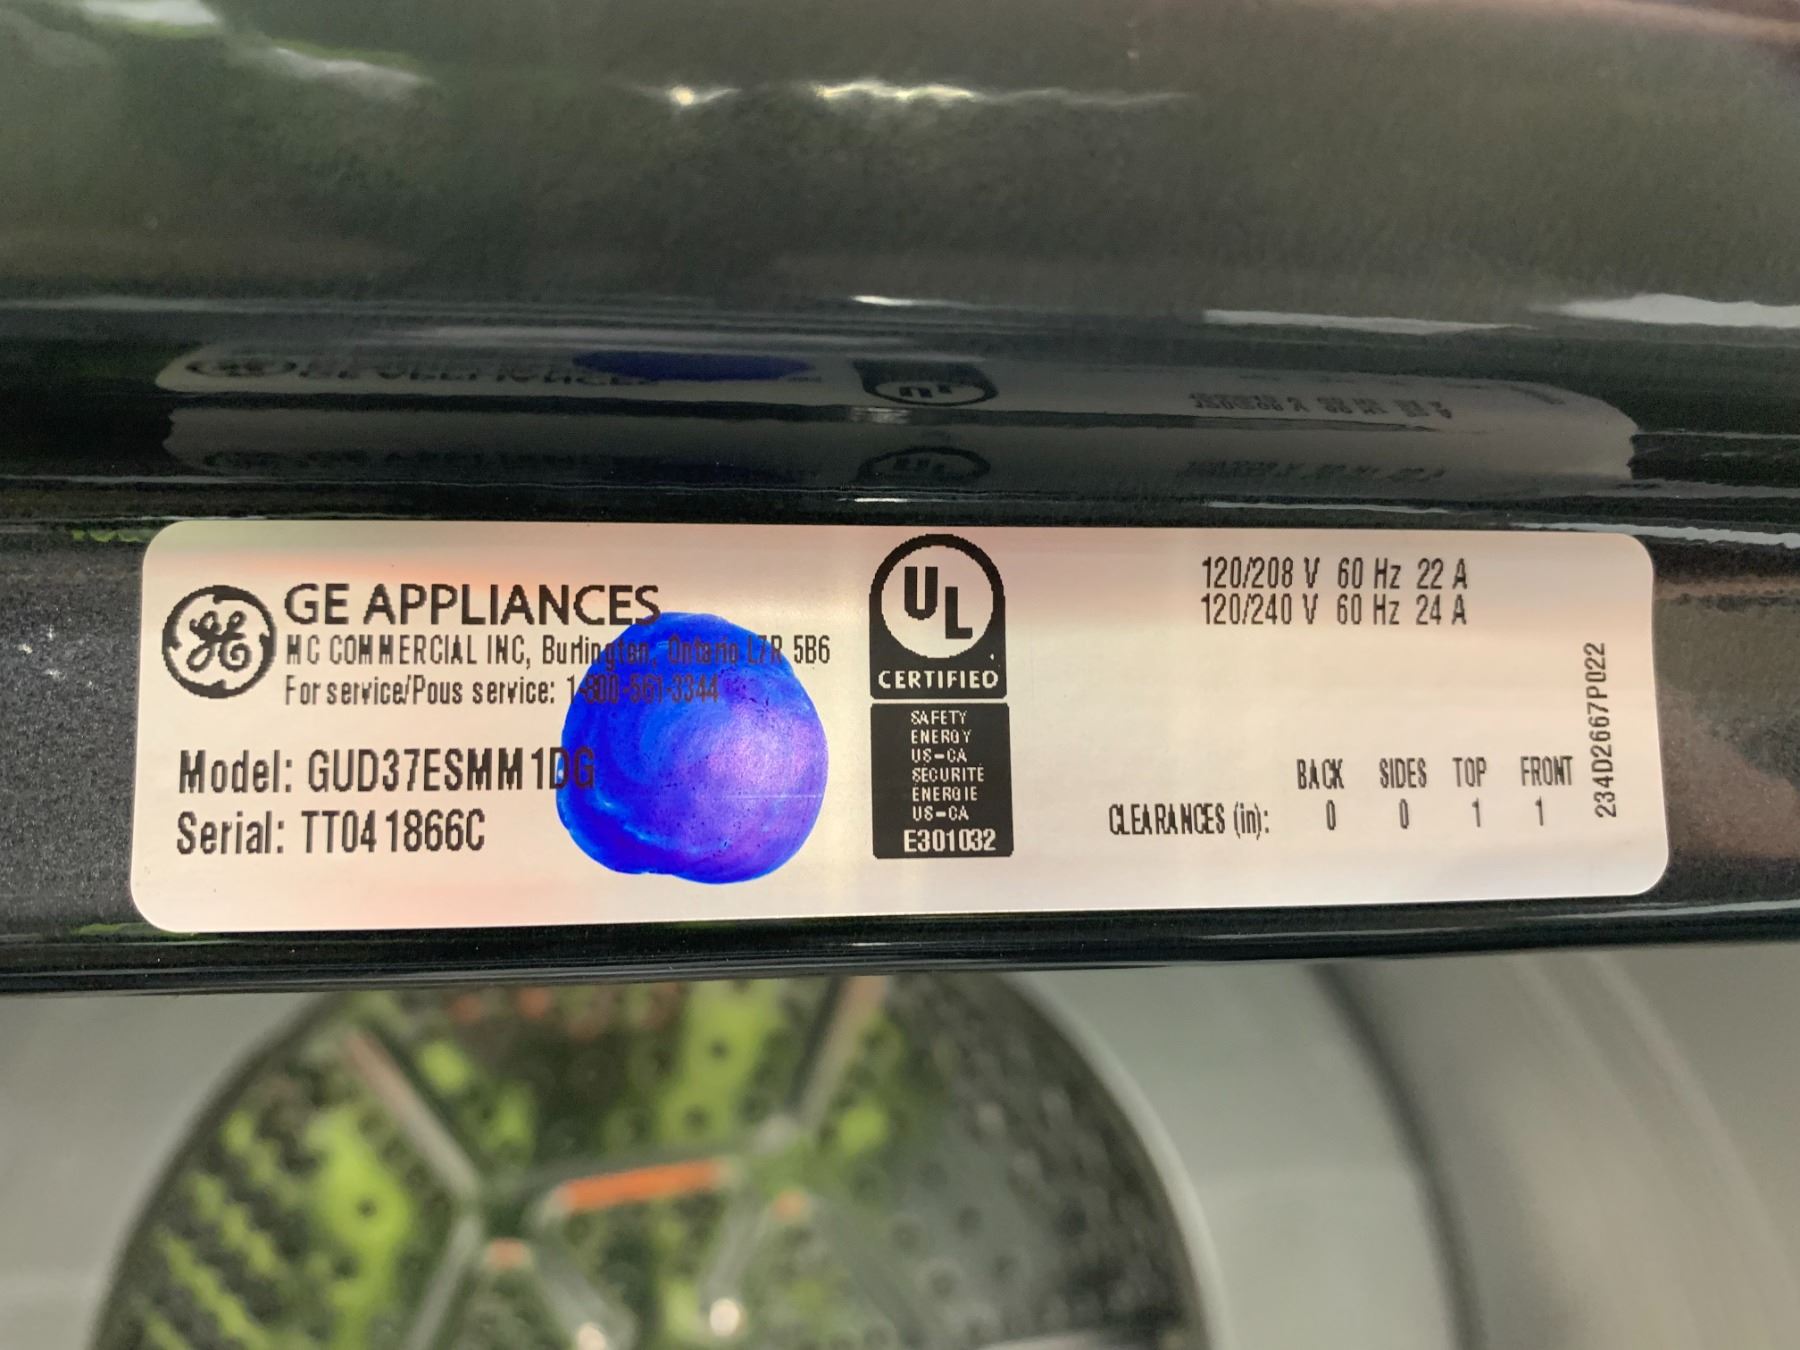 GE APPLIANCES
MC COMMERCIAL INC, Burlington, Ontario L7R 5B6
For service/Pous service: 1-800-561-3344
Model: GUD37ESMM1DG
Serial: TT041866C
UL
CERTIFIED
SAFETY
ENERGY
US-CA
SÉCURITÉ
ÉNERGIE
US-CA
E301032
120/208 V 60 Hz 22 A
120/240 V 60 Hz 24 A
BACK SIDES TOP FRONT
CLEARANCES (in): 0 0 1 1
234D2667P022